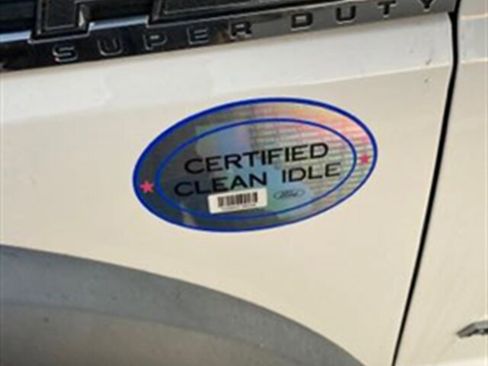 SUPER DUTY
CERTIFIED
CLEAN IDLE
Ford